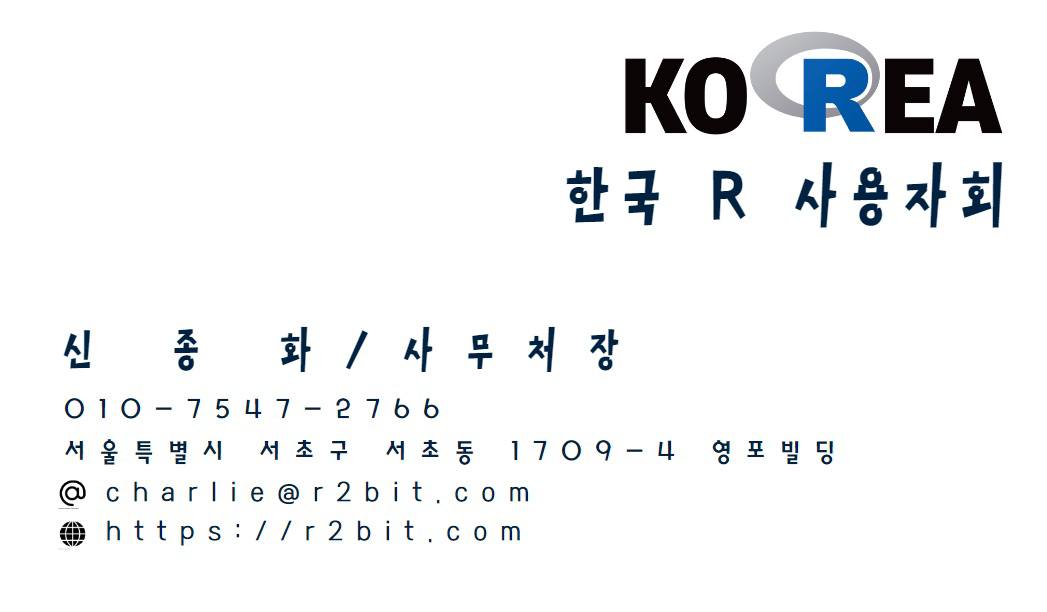 KOREA
한국 R 사용자회
신 종 화/사무처장
010-7547-2766
서울특별시 서초구 서초동 1709-4 영포빌딩
@ charlie@r2bit.com
https://r2bit.com